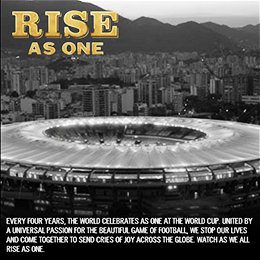 RISE
AS ONE
EVERY FOUR YEARS, THE WORLD CELEBRATES AS ONE AT THE WORLD CUP. UNITED BY
A UNIVERSAL PASSION FOR THE BEAUTIFUL GAME OF FOOTBALL, WE STOP OUR LIVES
AND COME TOGETHER TO SEND CRIES OF JOY ACROSS THE GLOBE. WATCH AS WE ALL
RISE AS ONE.